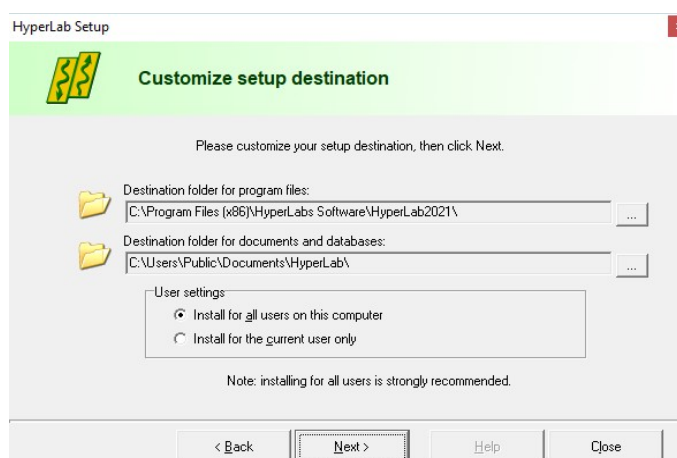 HyperLab Setup
Customize setup destination
Please customize your setup destination, then click Next.
Destination folder for program files:
C:\Program Files (x86)\HyperLabs Software\HyperLab2021\
...
Destination folder for documents and databases:
C:\Users\Public\Documents\HyperLab\
...
User settings
Install for all users on this computer
Install for the current user only
Note: installing for all users is strongly recommended.
< Back
Next >
Help
Close